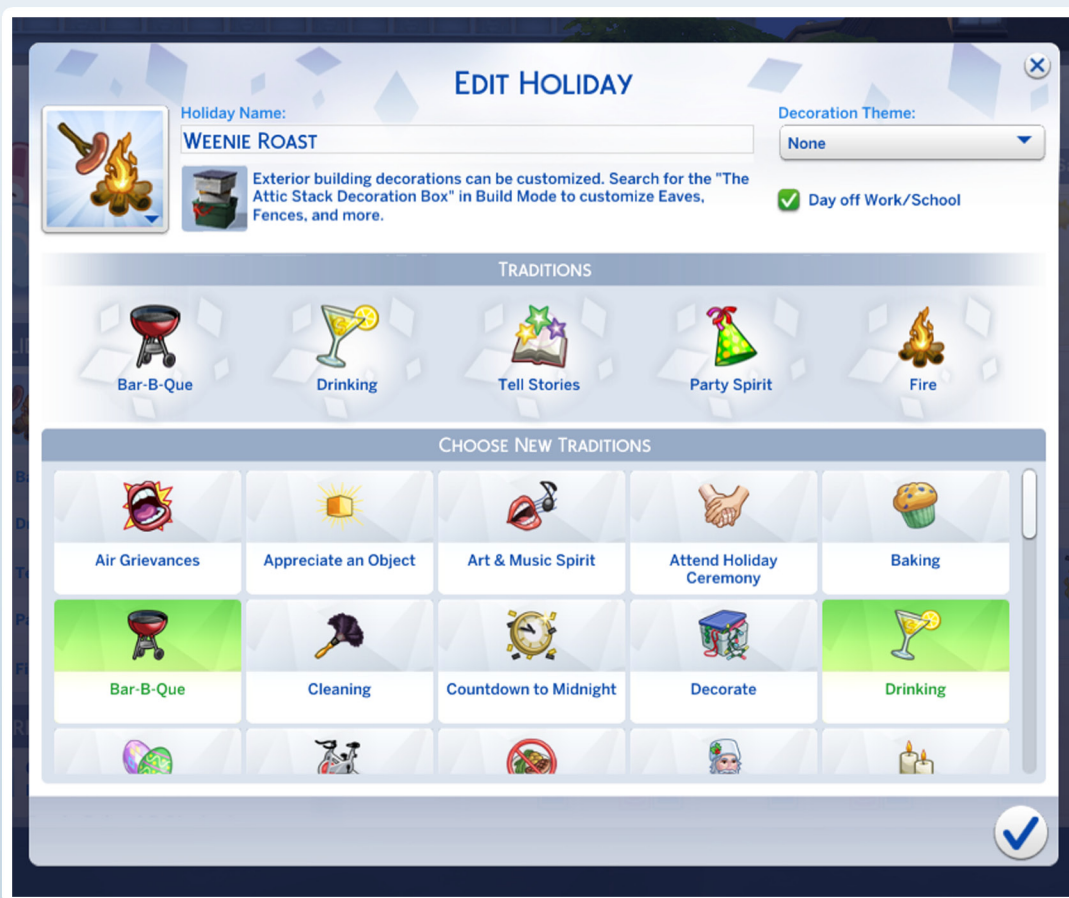 EDIT HOLIDAY
Holiday Name:
WEENIE ROAST
Decoration Theme:
None
Exterior building decorations can be customized. Search for the "The
Attic Stack Decoration Box" in Build Mode to customize Eaves,
Fences, and more.
Day off Work/School
TRADITIONS
Bar-B-Que
Drinking
Tell Stories
Party Spirit
Fire
CHOOSE NEW TRADITIONS
Air Grievances
Appreciate an Object
Art & Music Spirit
Attend Holiday
Ceremony
Baking
Bar-B-Que
Cleaning
Countdown to Midnight
Decorate
Drinking